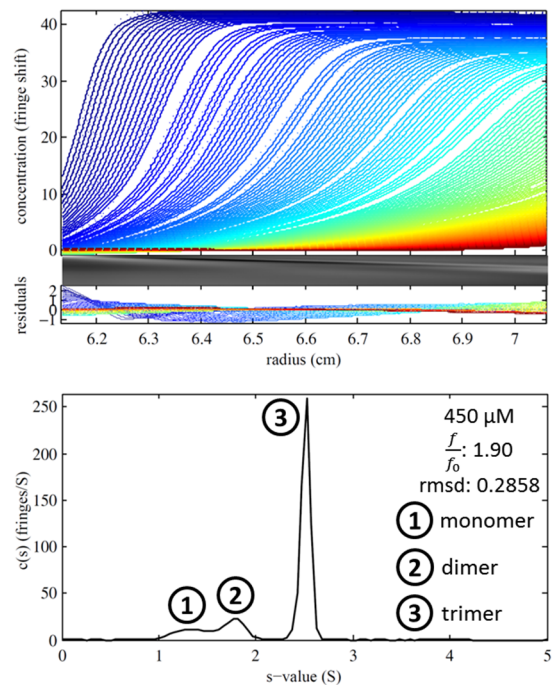 concentration (fringe shift)
40
30
20
10
0
residuals
2
1
0
−1
6.2 6.3 6.4 6.5 6.6 6.7 6.8 6.9 7
radius (cm)
c(s) (fringes/S)
250
200
150
100
50
0
0 1 2 3 4 5
s−value (S)
1
2
3
450 µM
f/f₀: 1.90
rmsd: 0.2858
1 monomer
2 dimer
3 trimer